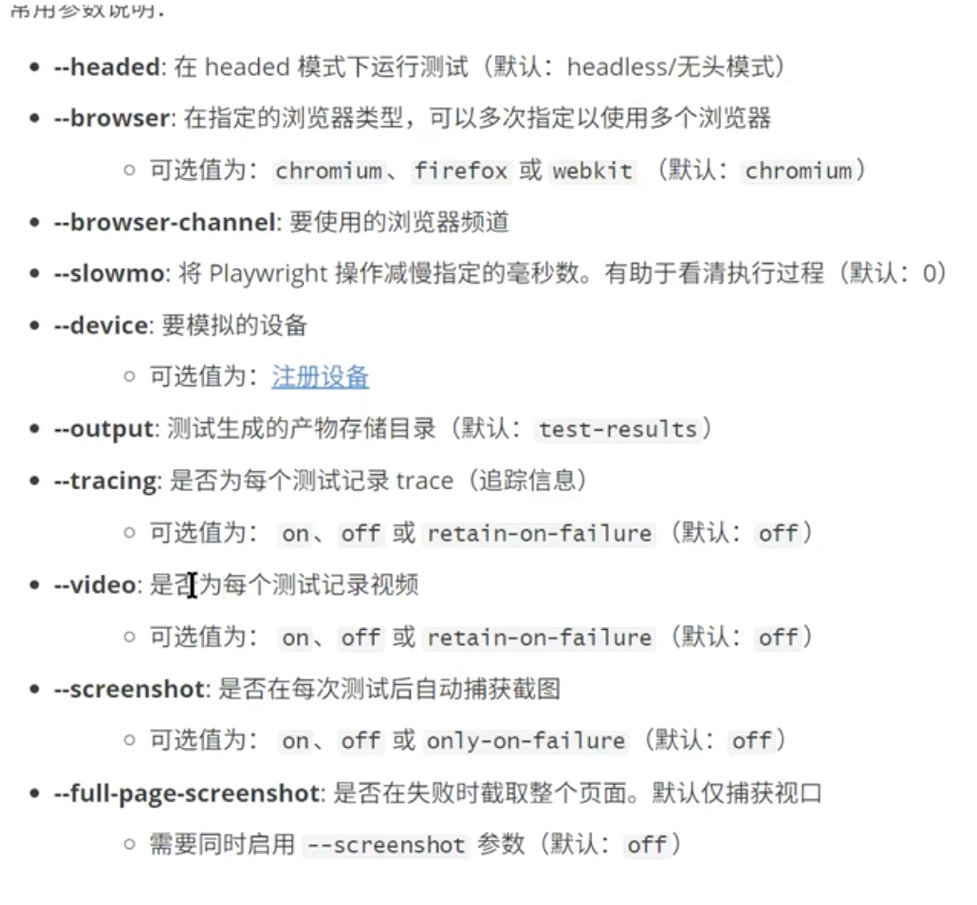 常用参数说明：
--headed: 在 headed 模式下运行测试（默认：headless/无头模式）
--browser: 在指定的浏览器类型，可以多次指定以使用多个浏览器
可选值为： chromium、 firefox 或 webkit （默认：chromium）
--browser-channel: 要使用的浏览器频道
--slowmo: 将 Playwright 操作减慢指定的毫秒数。有助于看清执行过程（默认：0）
--device: 要模拟的设备
可选值为：注册设备
--output: 测试生成的产物存储目录（默认： test-results）
--tracing: 是否为每个测试记录 trace（追踪信息）
可选值为： on、 off 或 retain-on-failure（默认： off）
--video: 是否为每个测试记录视频
可选值为： on、 off 或 retain-on-failure（默认： off）
--screenshot: 是否在每次测试后自动捕获截图
可选值为： on、 off 或 only-on-failure （默认： off）
--full-page-screenshot: 是否在失败时截取整个页面。默认仅捕获视口
需要同时启用 --screenshot 参数（默认： off）